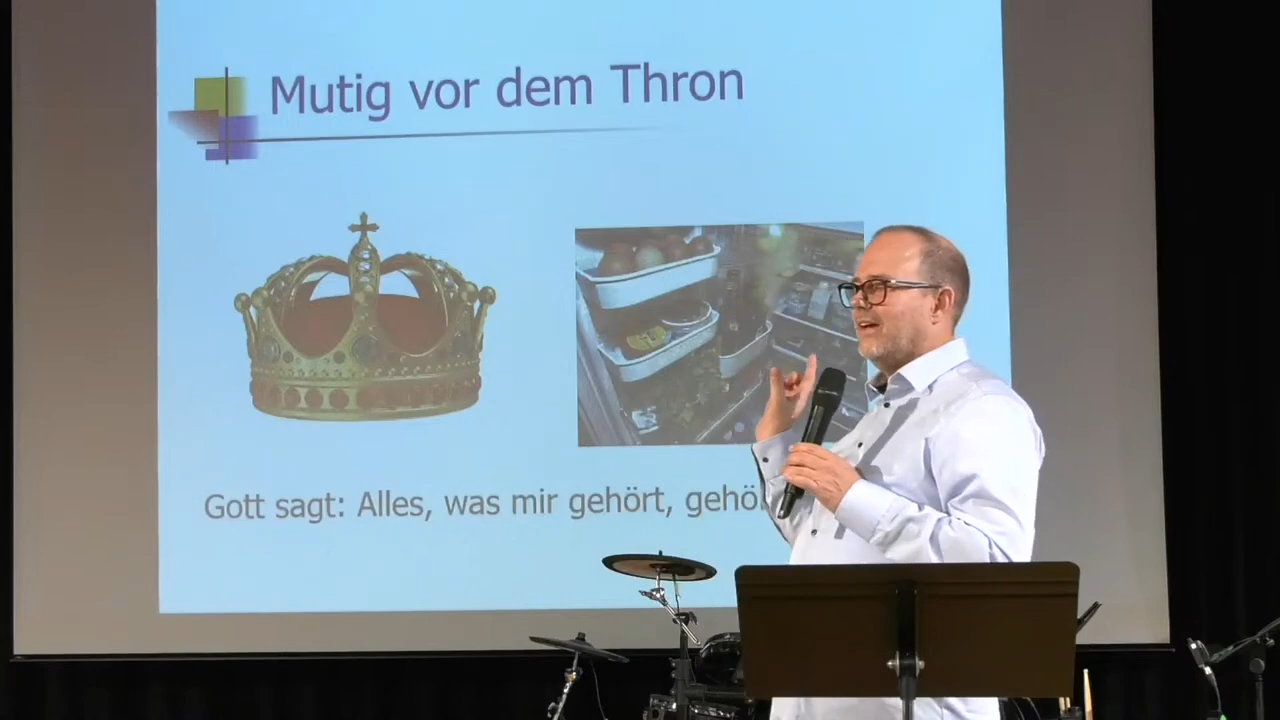 Mutig vor dem Thron
Gott sagt: Alles, was mir gehört,